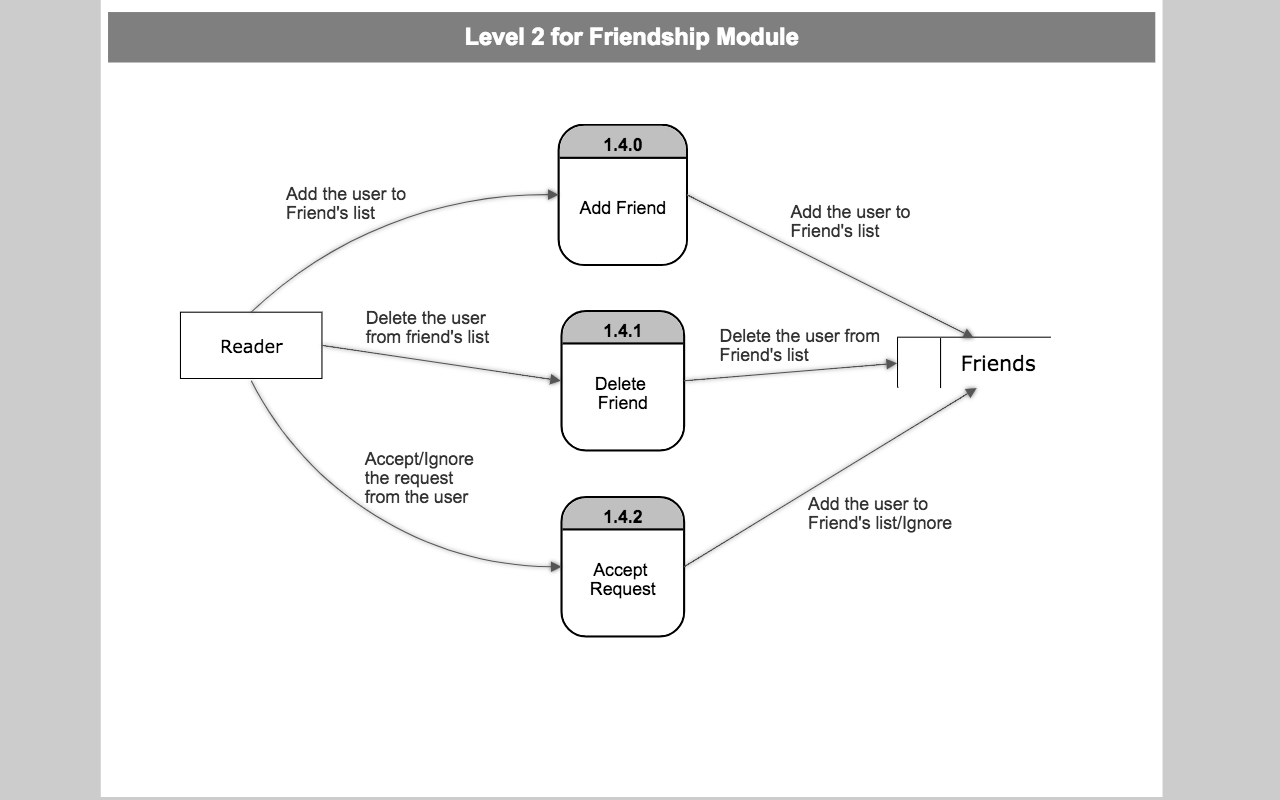 Level 2 for Friendship Module
1.4.0
Add Friend
Add the user to
Friend's list
Add the user to
Friend's list
Reader
Delete the user
from friend's list
1.4.1
Delete
Friend
Delete the user from
Friend's list
Friends
Accept/Ignore
the request
from the user
1.4.2
Accept
Request
Add the user to
Friend's list/Ignore